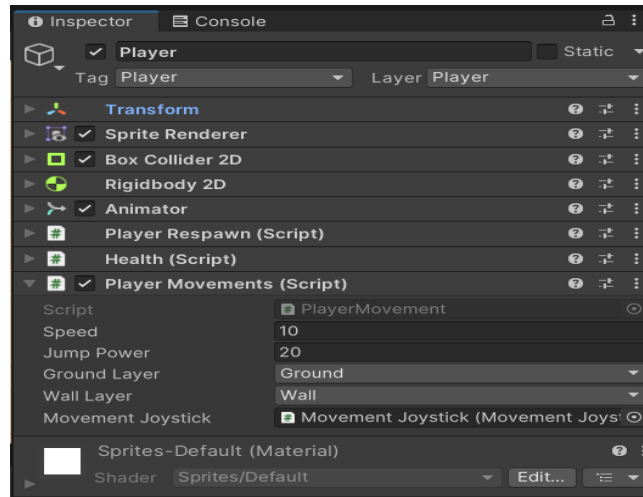 Inspector Console
Player Static
Tag Player Layer Player
Transform
Sprite Renderer
Box Collider 2D
Rigidbody 2D
Animator
# Player Respawn (Script)
# Health (Script)
# Player Movements (Script)
Script # PlayerMovement
Speed 10
Jump Power 20
Ground Layer Ground
Wall Layer Wall
Movement Joystick # Movement Joystick (Movement Joys
Sprites-Default (Material)
Shader Sprites/Default Edit...